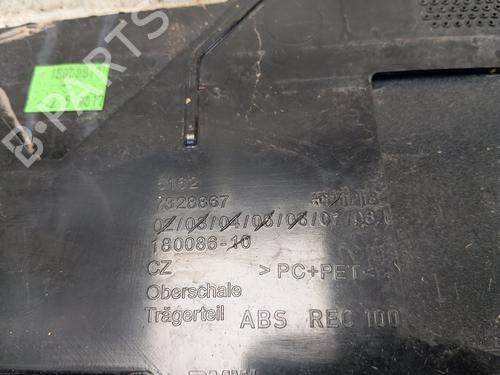 B-PARTS
5162
7328867
02/03/04/05/06/07/08/
180086-10
CZ
>PC+PET<
Oberschale
Trägerteil ABS REC 100
BMW